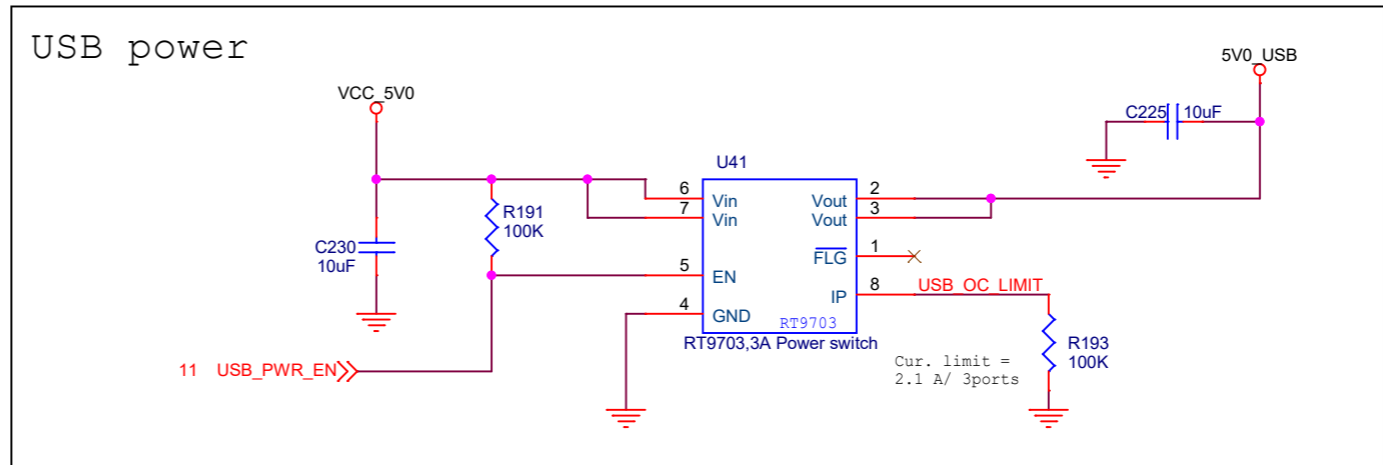 USB power
5V0_USB
VCC_5V0
C225 10uF
U41
6 Vin
Vout 2
7 Vin
Vout 3
R191
100K
C230
10uF
FLG 1
5 EN
IP 8
USB_OC_LIMIT
4 GND
RT9703
RT9703,3A Power switch
R193
100K
Cur. limit =
2.1 A/ 3ports
11 USB_PWR_EN